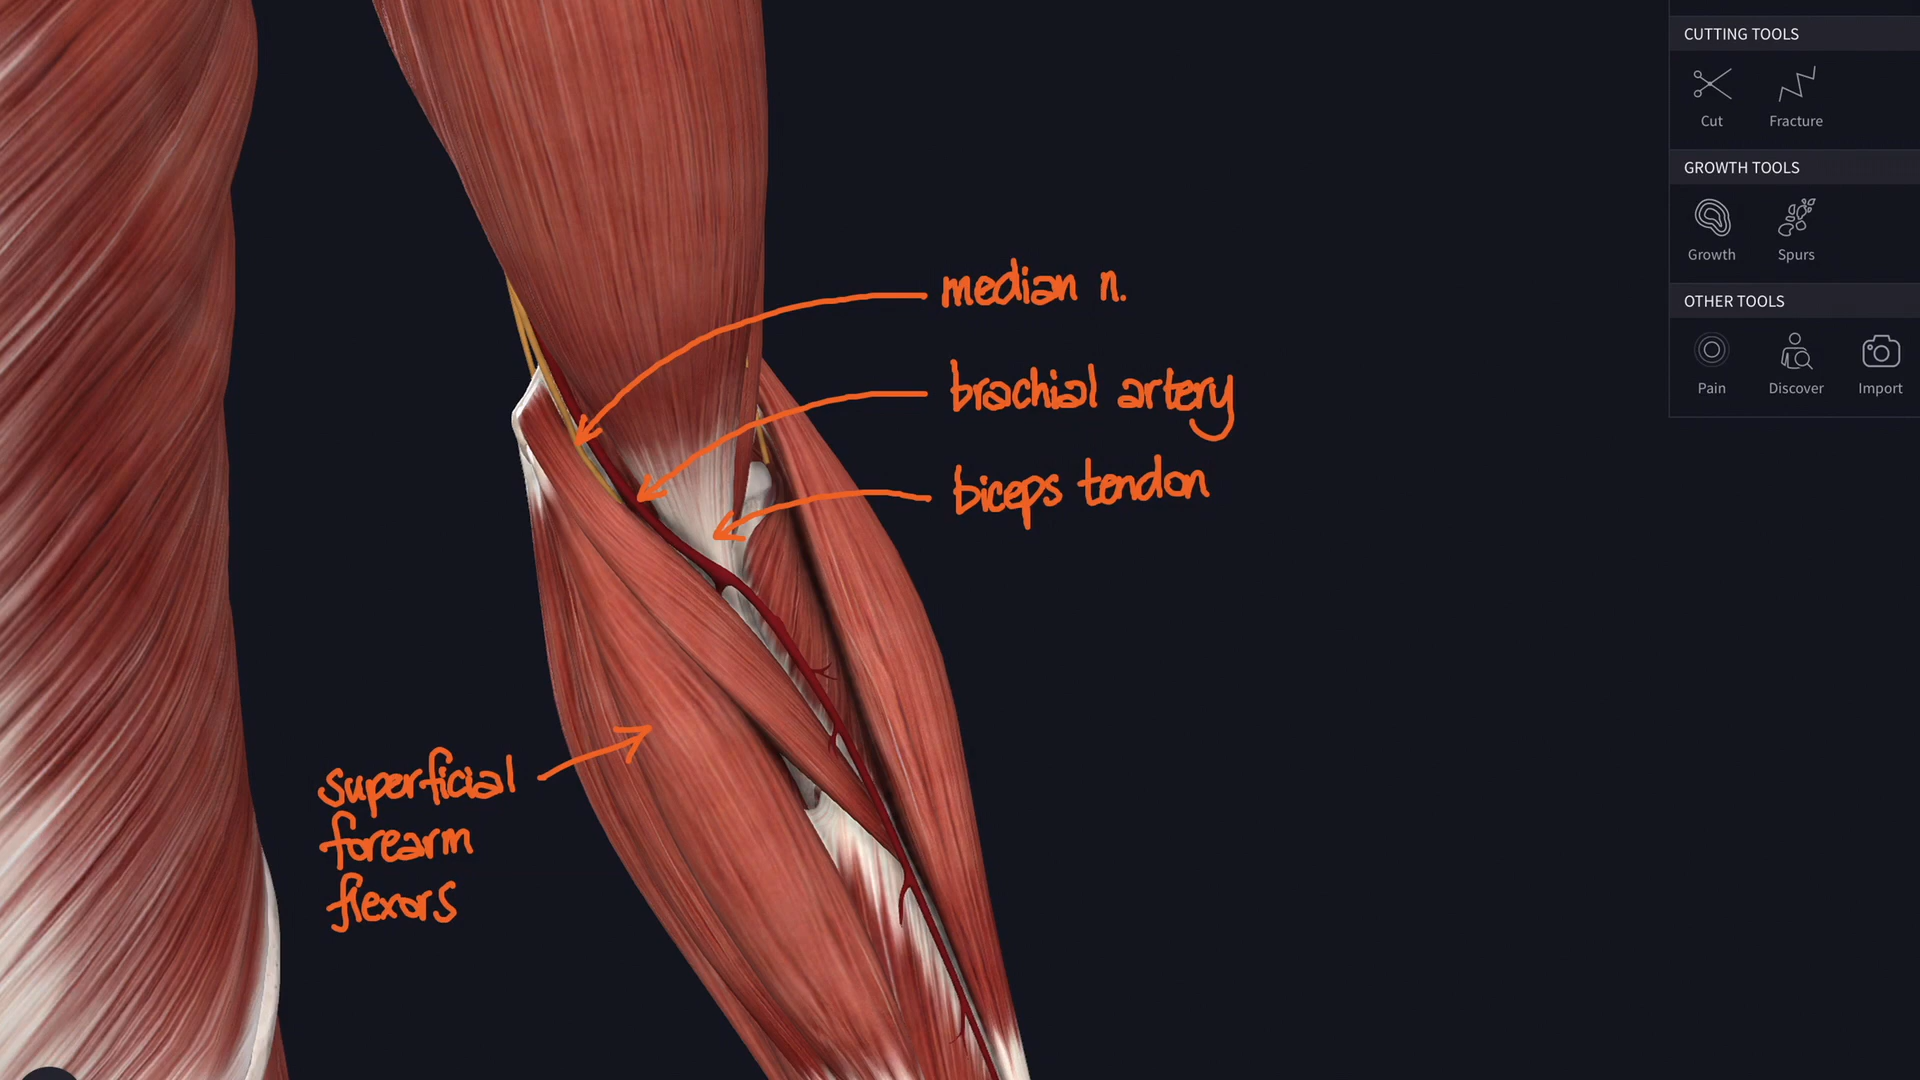 CUTTING TOOLS
Cut Fracture
GROWTH TOOLS
Growth Spurs
OTHER TOOLS
Pain Discover Import
median n.
brachial artery
biceps tendon
superficial
forearm
flexors